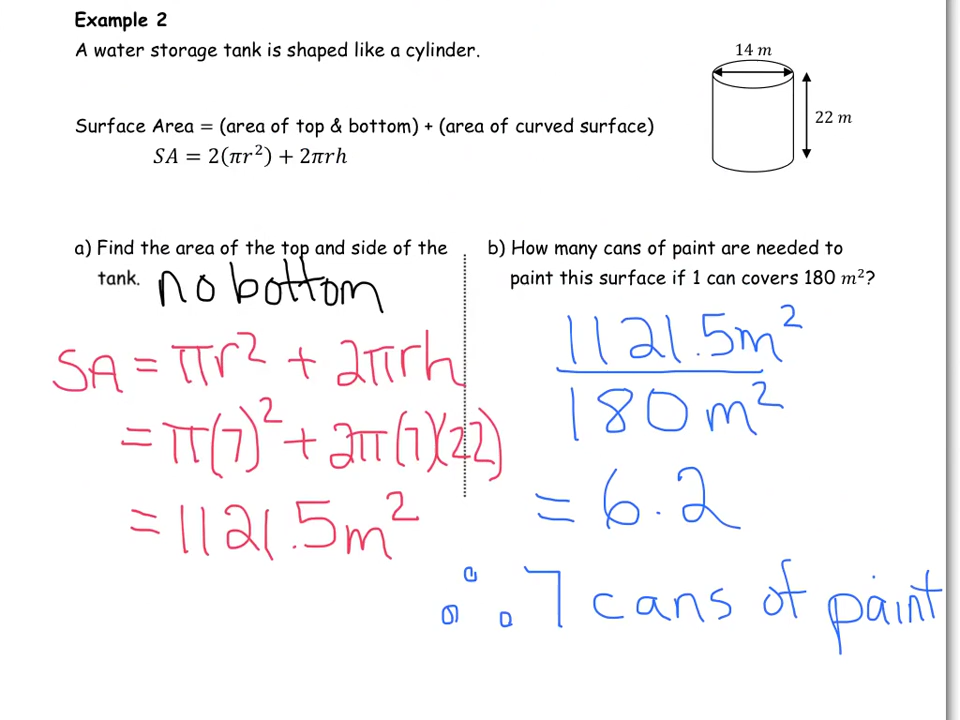 Example 2
A water storage tank is shaped like a cylinder.
14 m
22 m
Surface Area = (area of top & bottom) + (area of curved surface)
SA = 2(πr²) + 2πrh
a) Find the area of the top and side of the
tank. no bottom
SA = πr² + 2πrh
= π(7)² + 2π(7)(22)
= 1121.5m²
b) How many cans of paint are needed to
paint this surface if 1 can covers 180 m²?
1121.5m²
180m²
= 6.2
∴ 7 cans of paint